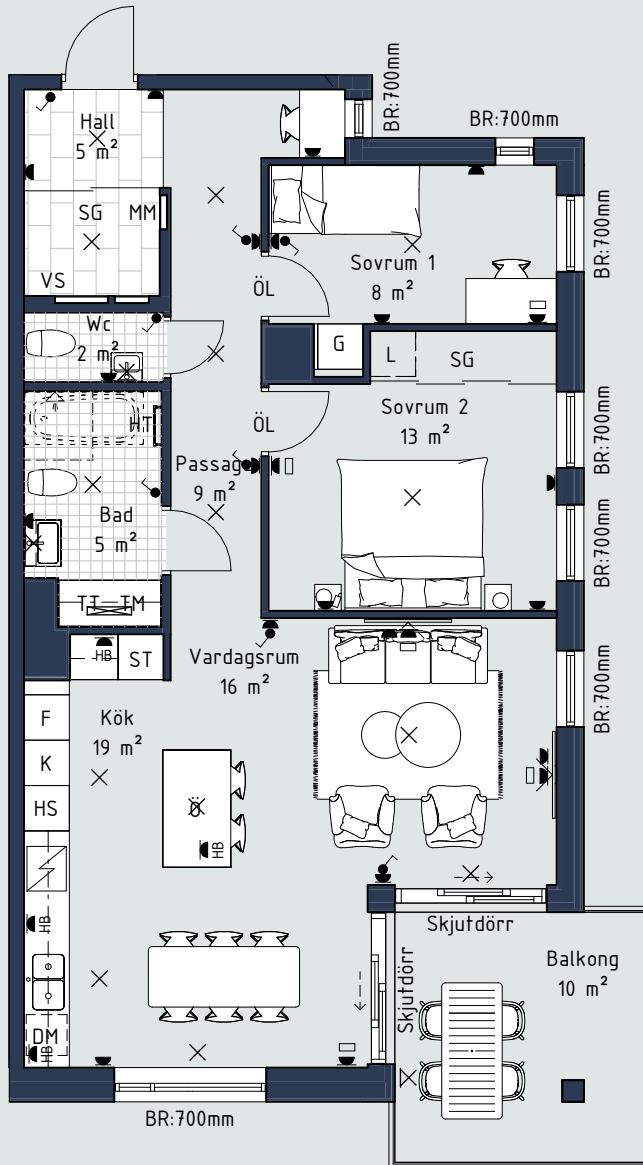 BR:700mm
BR:700mm
Hall
5 m²
SG
MM
VS
BR:700mm
Sovrum 1
8 m²
ÖL
Wc
2 m²
G
L
SG
Sovrum 2
13 m²
BR:700mm
HT
ÖL
Passage
9 m²
Bad
5 m²
BR:700mm
TT
TM
HB
ST
Vardagsrum
16 m²
BR:700mm
F
Kök
19 m²
K
HS
Ö
HB
HB
Skjutdörr
Skjutdörr
Balkong
10 m²
DM
HB
BR:700mm